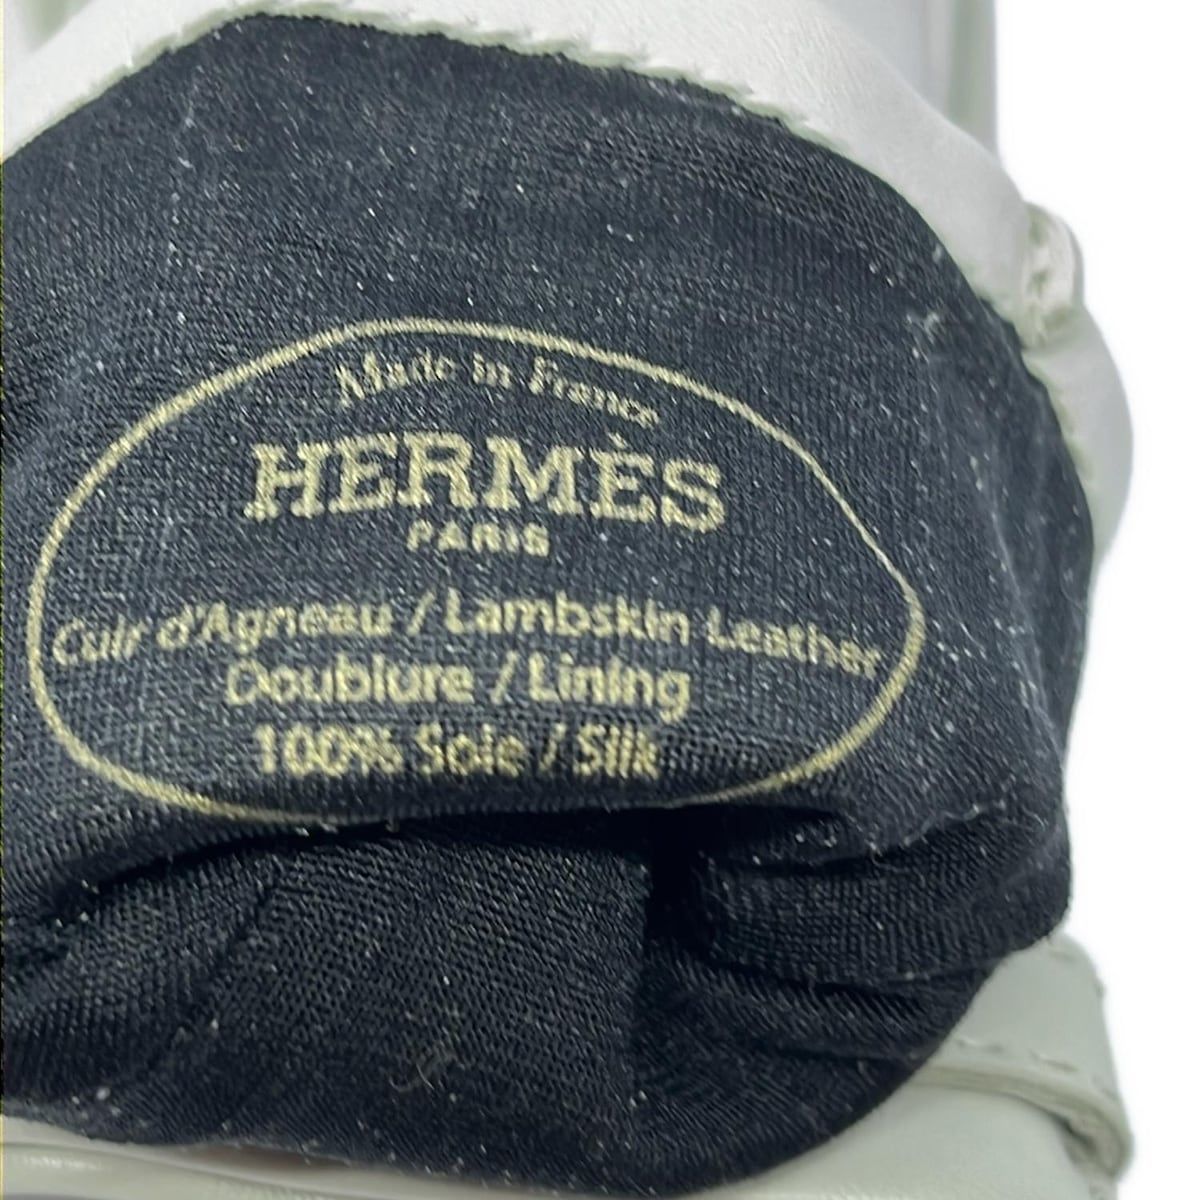 Made in France
HERMÈS
PARIS
Cuir d'Agneau / Lambskin Leather
Doublure / Lining
100% Soie / Silk